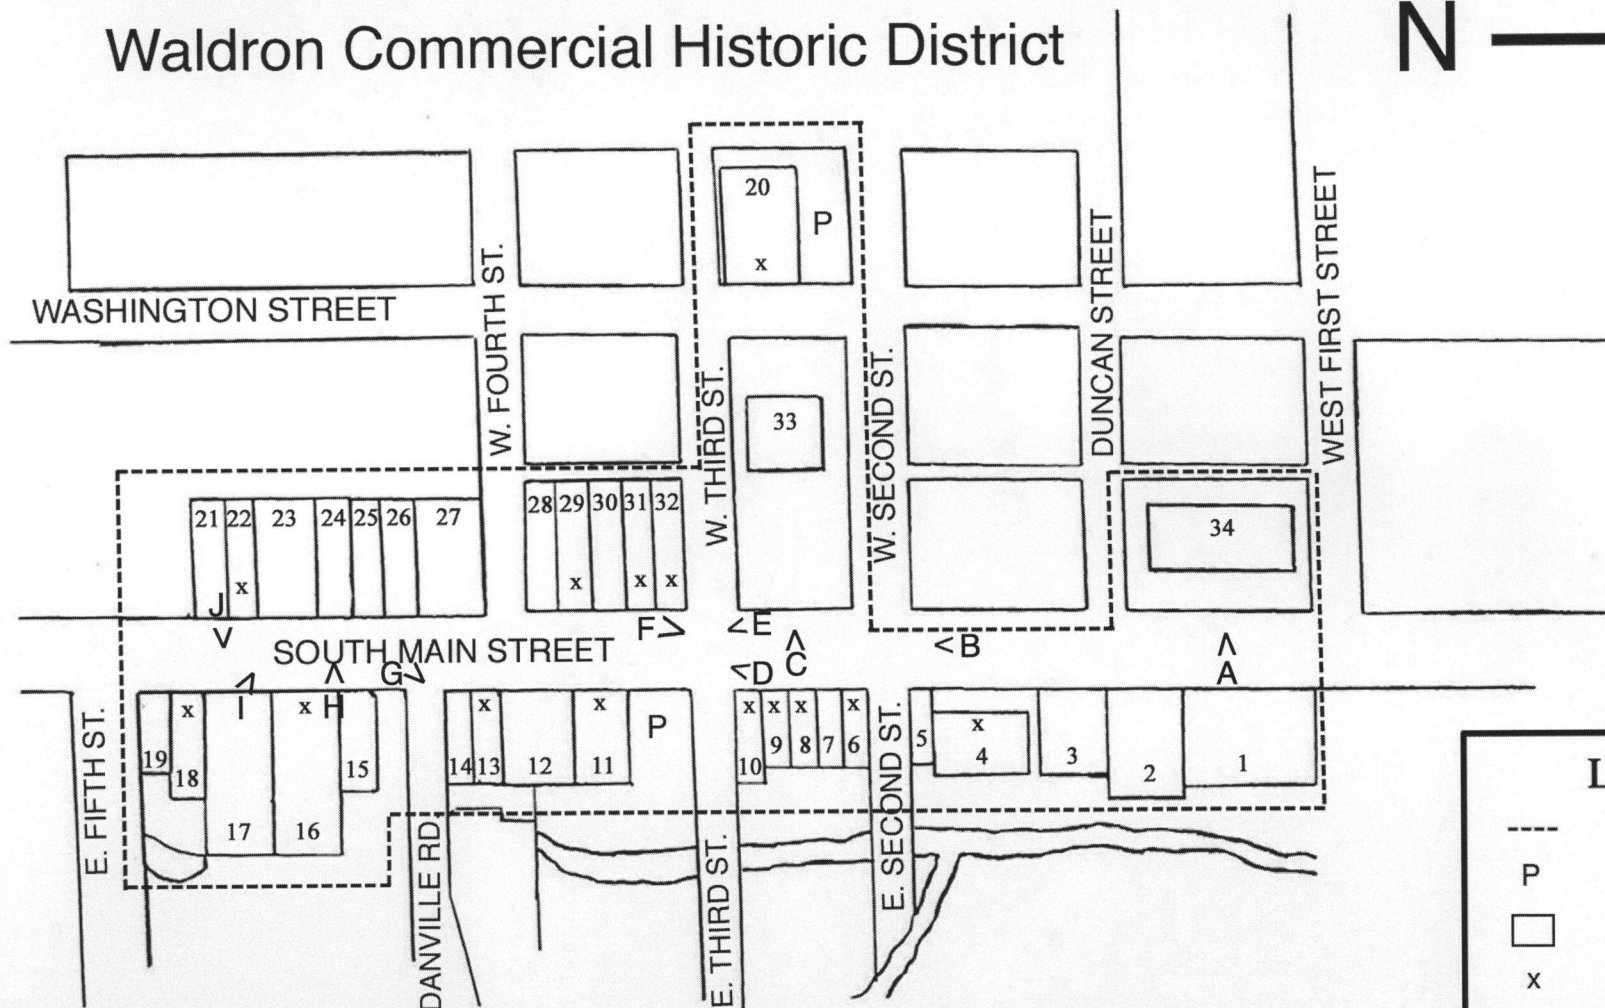 Waldron Commercial Historic District
N
20
P
x
WASHINGTON STREET
W. FOURTH ST.
W. THIRD ST.
W. SECOND ST.
DUNCAN STREET
WEST FIRST STREET
33
34
21 22 23 24 25 26 27
x
28 29 30 31 32
x x x
J
V
F>
<E
<B
SOUTH MAIN STREET
G>
<D
C
A
I
H
x x
19 18 17 16 15
x x
14 13 12 11
P
x x x x
10 9 8 7 6
5
x
4
3
2
1
E. FIFTH ST.
DANVILLE RD.
E. THIRD ST.
E. SECOND ST.
L
P
x